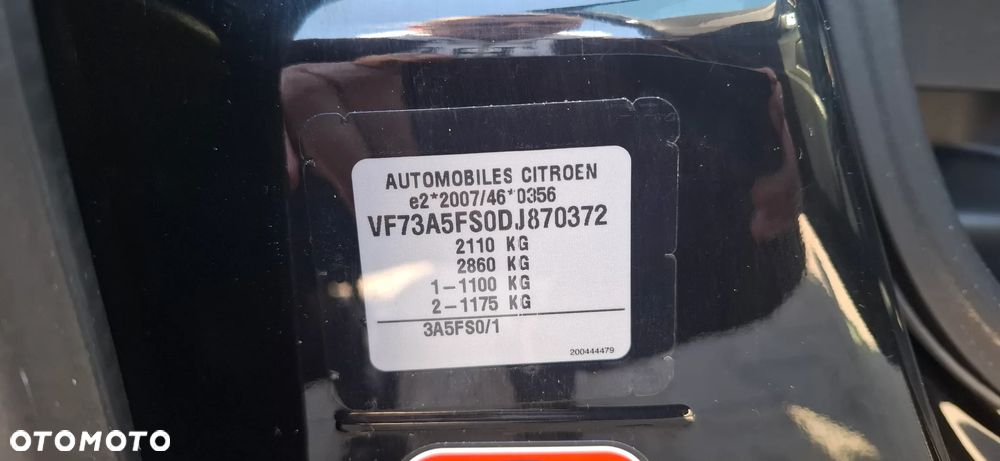 AUTOMOBILES CITROEN
e2*2007/46*0356
VF73A5FS0DJ870372
2110 KG
2860 KG
1-1100 KG
2-1175 KG
3A5FS0/1
200444479
OTOMOTO